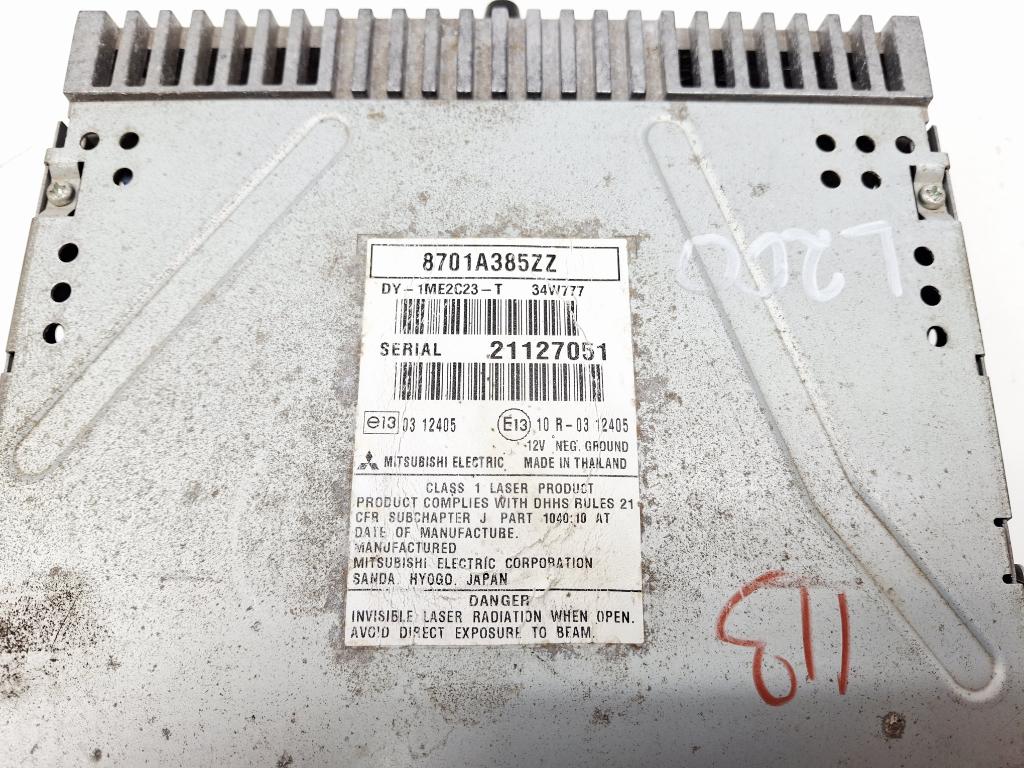 8701A385ZZ
DY-1ME2C23-T 34W777
SERIAL 21127051
e13 03 12405 E13 10 R-03 12405
12V NEG. GROUND
MITSUBISHI ELECTRIC MADE IN THAILAND
CLASS 1 LASER PRODUCT
PRODUCT COMPLIES WITH DHHS RULES 21
CFR SUBCHAPTER J PART 1040:10 AT
DATE OF MANUFACTURE.
MANUFACTURED
MITSUBISHI ELECTRIC CORPORATION
SANDA. HYOGO. JAPAN
DANGER
INVISIBLE LASER RADIATION WHEN OPEN.
AVOID DIRECT EXPOSURE TO BEAM.
L200